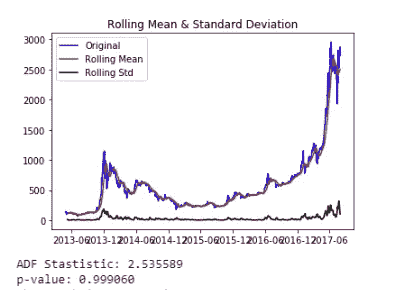 Rolling Mean & Standard Deviation
Original
Rolling Mean
Rolling Std
3000
2500
2000
1500
1000
500
0
2013-06 2013-12 2014-06 2014-12 2015-06 2015-12 2016-06 2016-12 2017-06
ADF Stastistic: 2.535589
p-value: 0.999060